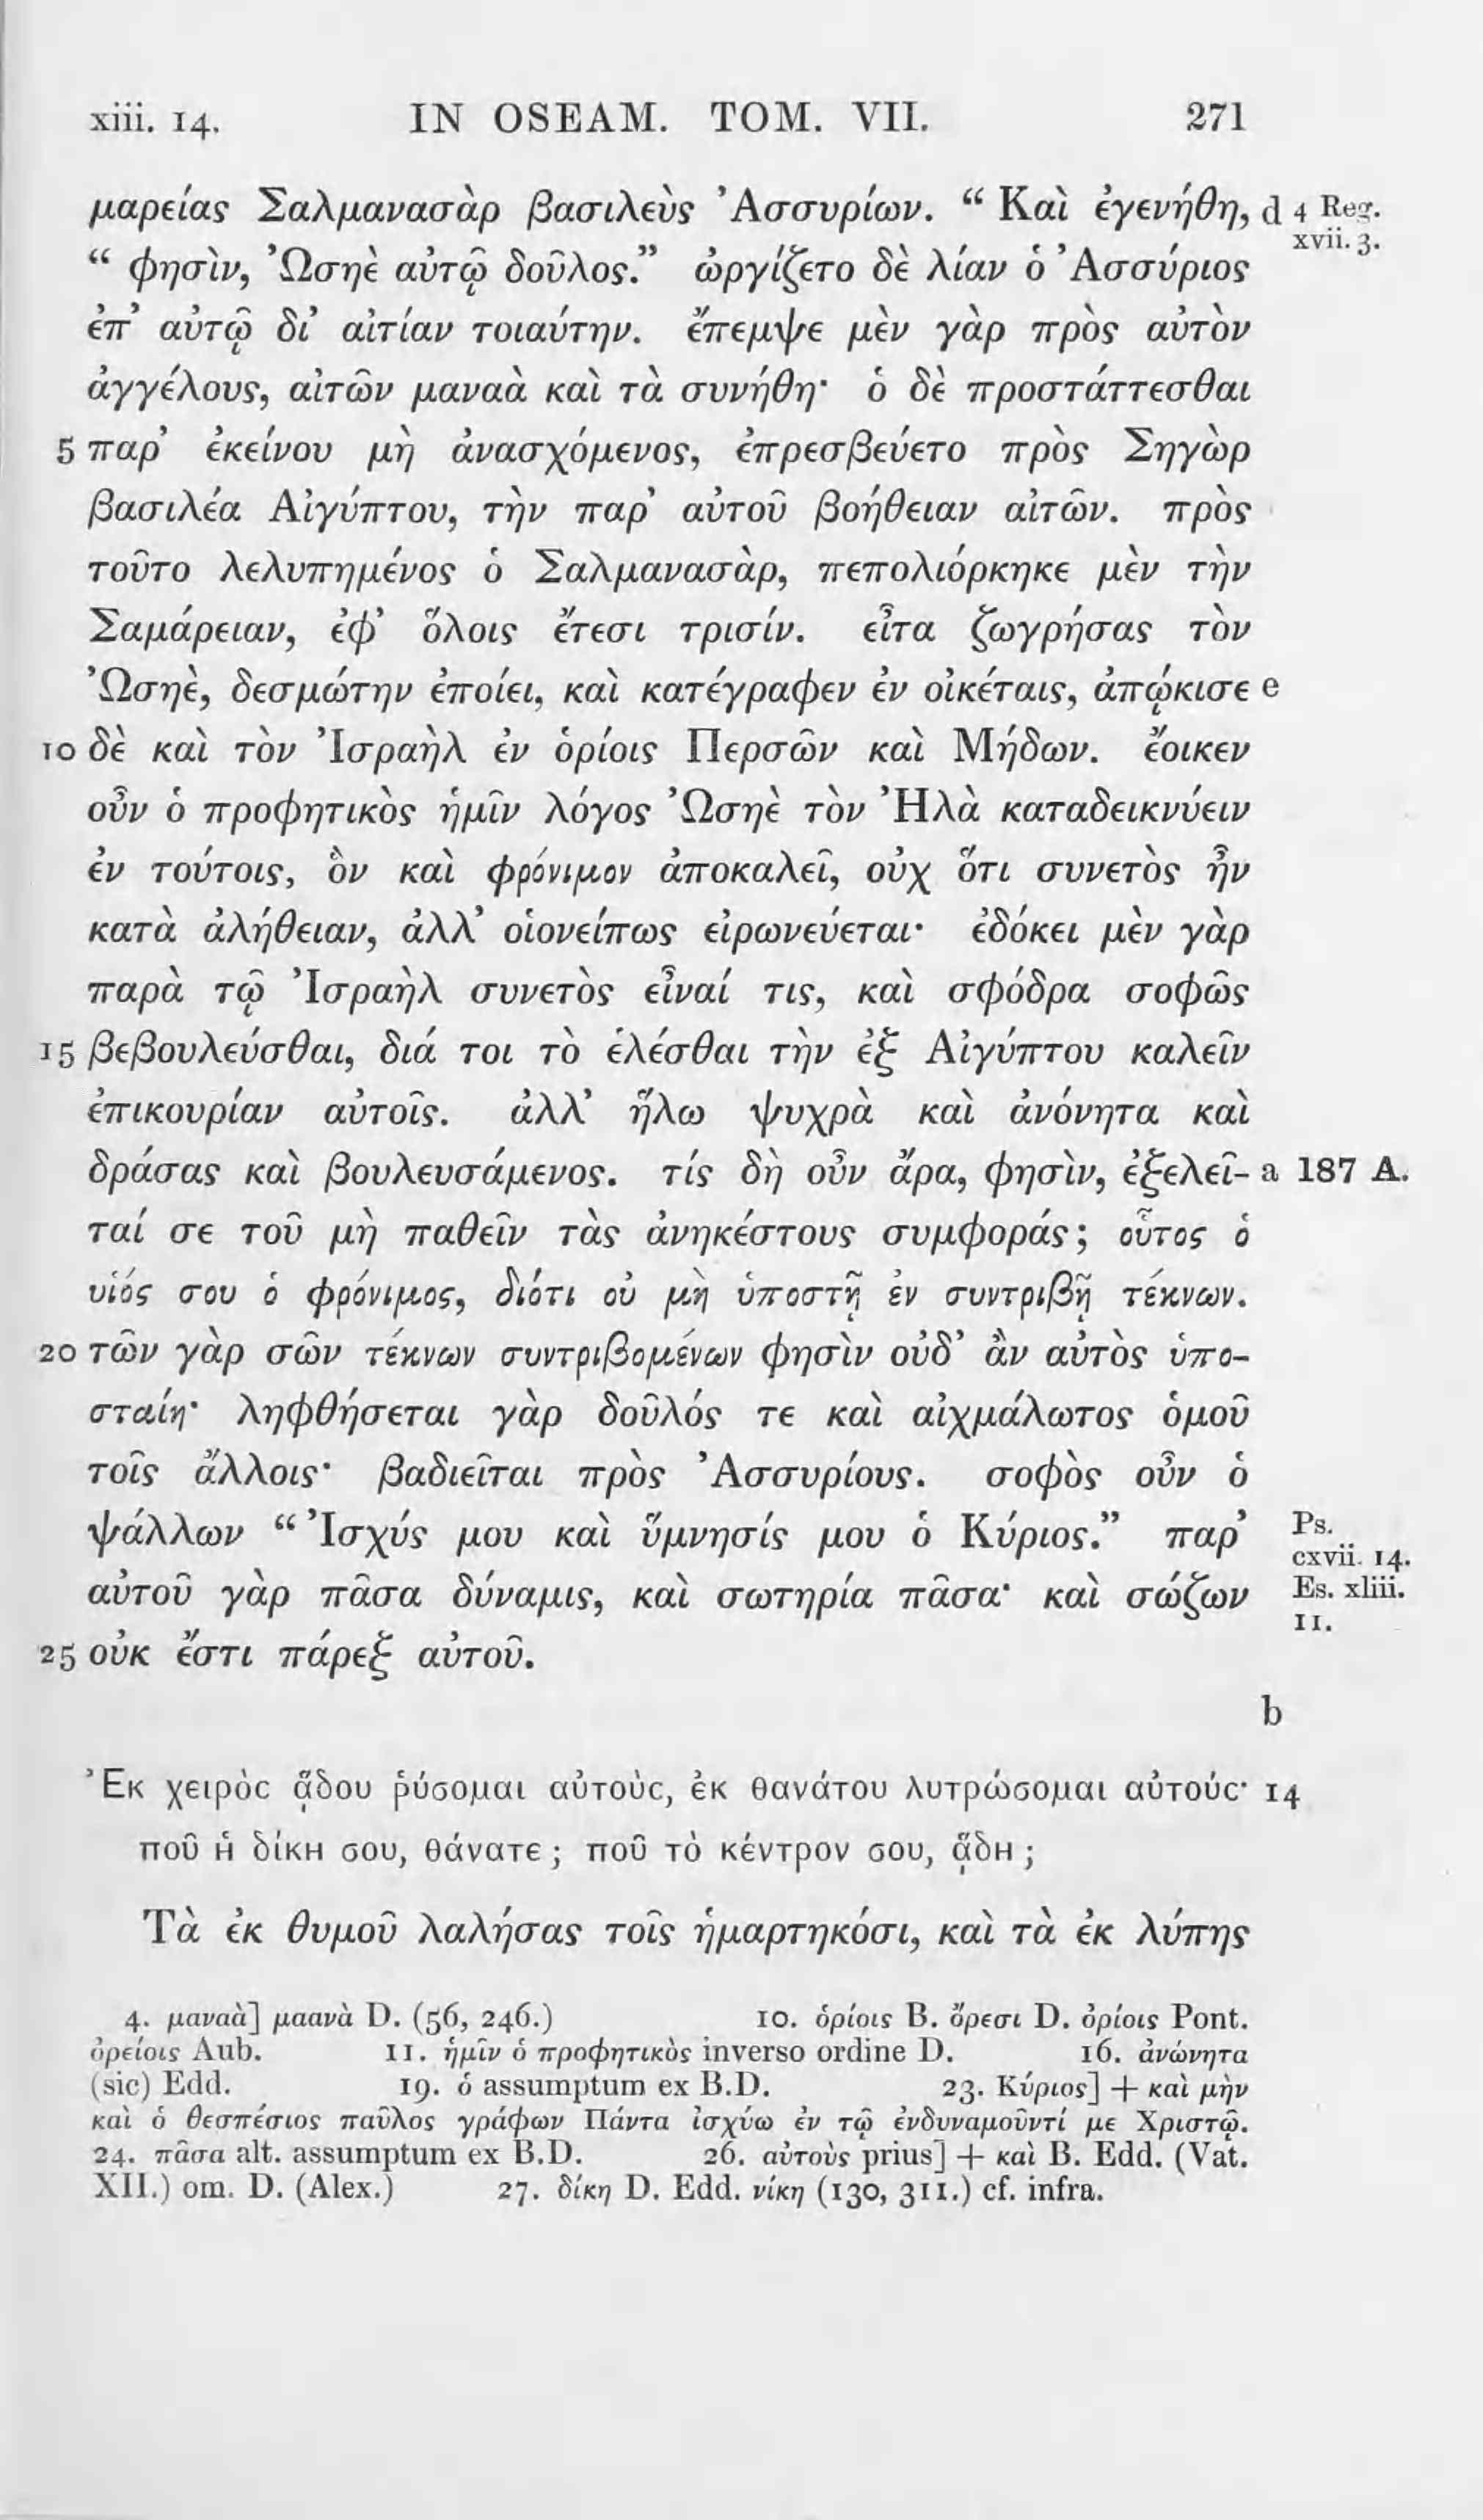 xiii. 14. IN OSEAM. TOM. VII. 271
μαρείας Σαλμανασὰρ βασιλεὺς Ἀσσυρίων. “ Καὶ ἐγενήθη, d 4 Reg.
xvii. 3.
“ φησὶν, Ὠσηὲ αὐτῷ δοῦλος.” ὠργίζετο δὲ λίαν ὁ Ἀσσύριος
ἐπ’ αὐτῷ δι’ αἰτίαν τοιαύτην. ἔπεμψε μὲν γὰρ πρὸς αὐτὸν
ἀγγέλους, αἰτῶν μαναὰ καὶ τὰ συνήθη· ὁ δὲ προστάττεσθαι
5 παρ’ ἐκείνου μὴ ἀνασχόμενος, ἐπρεσβεύετο πρὸς Σηγὼρ
βασιλέα Αἰγύπτου, τὴν παρ’ αὐτοῦ βοήθειαν αἰτῶν. πρὸς
τοῦτο λελυπημένος ὁ Σαλμανασὰρ, πεπολιόρκηκε μὲν τὴν
Σαμάρειαν, ἐφ’ ὅλοις ἔτεσι τρισίν. εἶτα ζωγρήσας τὸν
Ὠσηὲ, δεσμώτην ἐποίει, καὶ κατέγραφεν ἐν οἰκέταις, ἀπῴκισε e
10 δὲ καὶ τὸν Ἰσραὴλ ἐν ὁρίοις Περσῶν καὶ Μήδων. ἔοικεν
οὖν ὁ προφητικὸς ἡμῖν λόγος Ὠσηὲ τὸν Ἠλὰ καταδεικνύειν
ἐν τούτοις, ὃν καὶ φρόνιμον ἀποκαλεῖ, οὐχ ὅτι συνετὸς ἦν
κατὰ ἀλήθειαν, ἀλλ’ οἱονείπως εἰρωνεύεται· ἐδόκει μὲν γὰρ
παρὰ τῷ Ἰσραὴλ συνετὸς εἶναί τις, καὶ σφόδρα σοφῶς
15 βεβουλεύσθαι, διά τοι τὸ ἑλέσθαι τὴν ἐξ Αἰγύπτου καλεῖν
ἐπικουρίαν αὐτοῖς. ἀλλ’ ἥλω ψυχρὰ καὶ ἀνόνητα καὶ
δράσας καὶ βουλευσάμενος. τίς δὴ οὖν ἄρα, φησὶν, ἐξελεῖ- a 187 A.
ταί σε τοῦ μὴ παθεῖν τὰς ἀνηκέστους συμφοράς; οὗτος ὁ
υἱός σου ὁ φρόνιμος, διότι οὐ μὴ ὑποστῇ ἐν συντριβῇ τέκνων.
20 τῶν γὰρ σῶν τέκνων συντριβομένων φησὶν οὐδ’ ἂν αὐτὸς ὑπο-
σταίη· ληφθήσεται γὰρ δοῦλός τε καὶ αἰχμάλωτος ὁμοῦ
τοῖς ἄλλοις· βαδιεῖται πρὸς Ἀσσυρίους. σοφὸς οὖν ὁ
ψάλλων “ Ἰσχύς μου καὶ ὕμνησίς μου ὁ Κύριος.” παρ’ Ps.
cxvii. 14.
αὐτοῦ γὰρ πᾶσα δύναμις, καὶ σωτηρία πᾶσα· καὶ σώζων Es. xliii.
11.
25 οὐκ ἔστι πάρεξ αὐτοῦ.
b
Ἐκ χειρὸς ᾅδου ῥύσομαι αὐτοὺς, ἐκ θανάτου λυτρώσομαι αὐτούς· 14
ποῦ ἡ δίκη σου, θάνατε ; ποῦ τὸ κέντρον σου, ᾅδη ;
Τὰ ἐκ θυμοῦ λαλήσας τοῖς ἡμαρτηκόσι, καὶ τὰ ἐκ λύπης
4. μαναὰ] μαανὰ D. (56, 246.) 10. ὁρίοις B. ὄρεσι D. ὀρίοις Pont.
ὀρείοις Aub. 11. ἡμῖν ὁ προφητικὸς inverso ordine D. 16. ἀνώνητα
(sic) Edd. 19. ὁ assumptum ex B.D. 23. Κύριος] + καὶ μὴν
καὶ ὁ θεσπέσιος παῦλος γράφων Πάντα ἰσχύω ἐν τῷ ἐνδυναμοῦντί με Χριστῷ.
24. πᾶσα alt. assumptum ex B.D. 26. αὐτοὺς prius] + καὶ B. Edd. (Vat.
XII.) om. D. (Alex.) 27. δίκη D. Edd. νίκη (130, 311.) cf. infra.